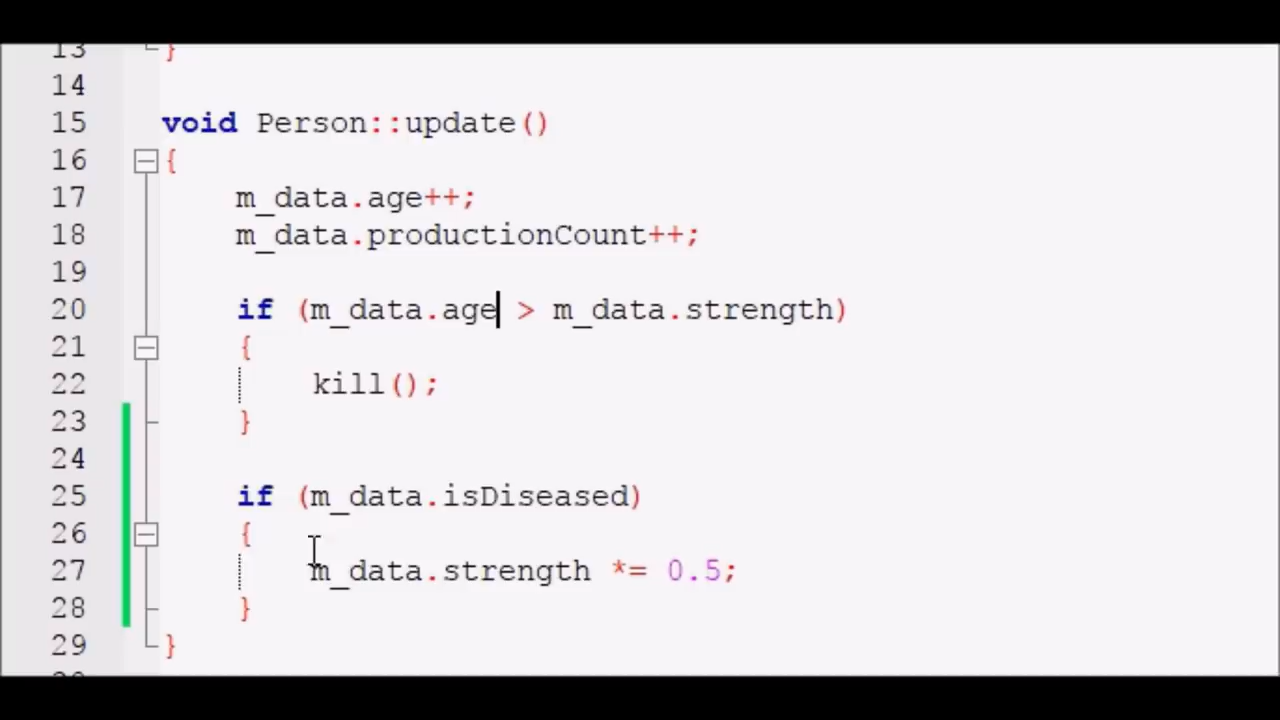 13 }
14
15 void Person::update()
16 {
17 m_data.age++;
18 m_data.productionCount++;
19
20 if (m_data.age > m_data.strength)
21 {
22 kill();
23 }
24
25 if (m_data.isDiseased)
26 {
27 m_data.strength *= 0.5;
28 }
29 }